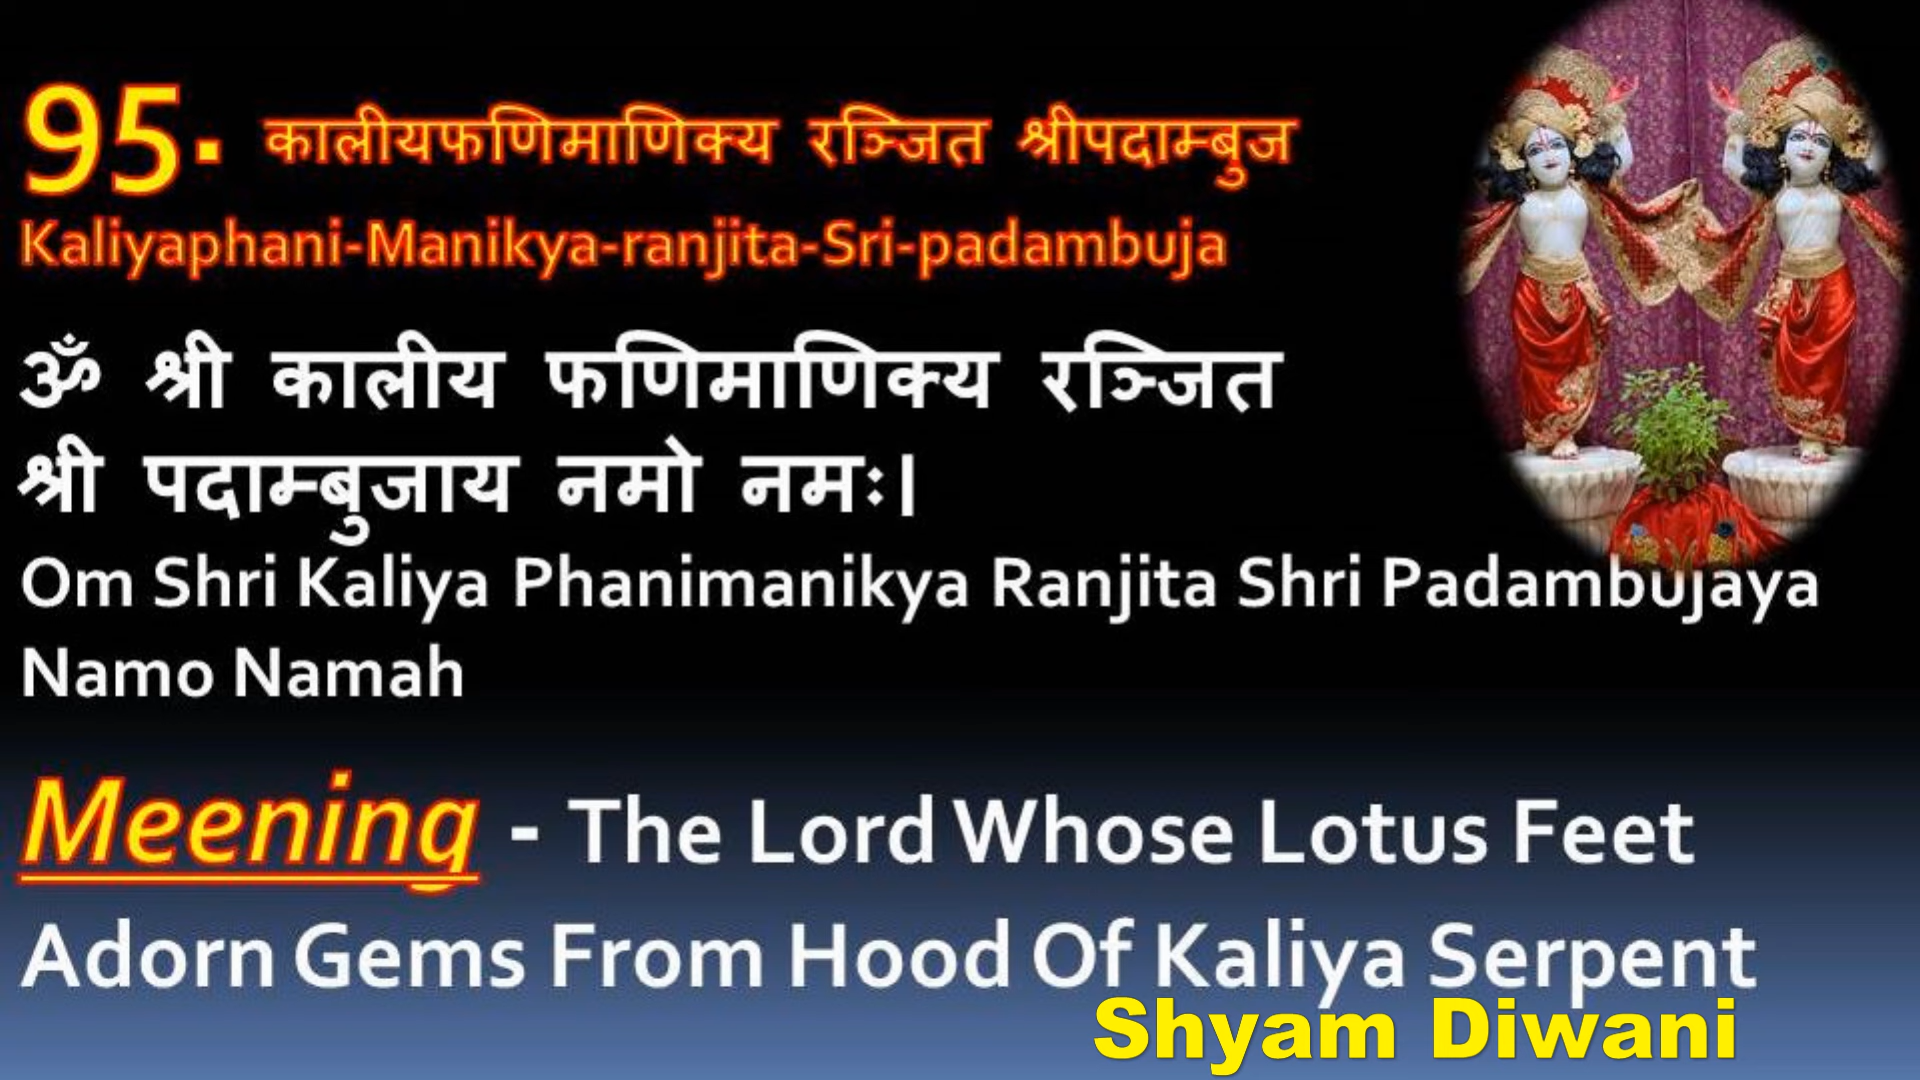 95. कालीयफणिमाणिक्य रञ्जित श्रीपदाम्बुज
Kaliyaphani-Manikya-ranjita-Sri-padambuja
ॐ श्री कालीय फणिमाणिक्य रञ्जित
श्री पदाम्बुजाय नमो नमः।
Om Shri Kaliya Phanimanikya Ranjita Shri Padambujaya
Namo Namah
Meening - The Lord Whose Lotus Feet
Adorn Gems From Hood Of Kaliya Serpent
Shyam Diwani